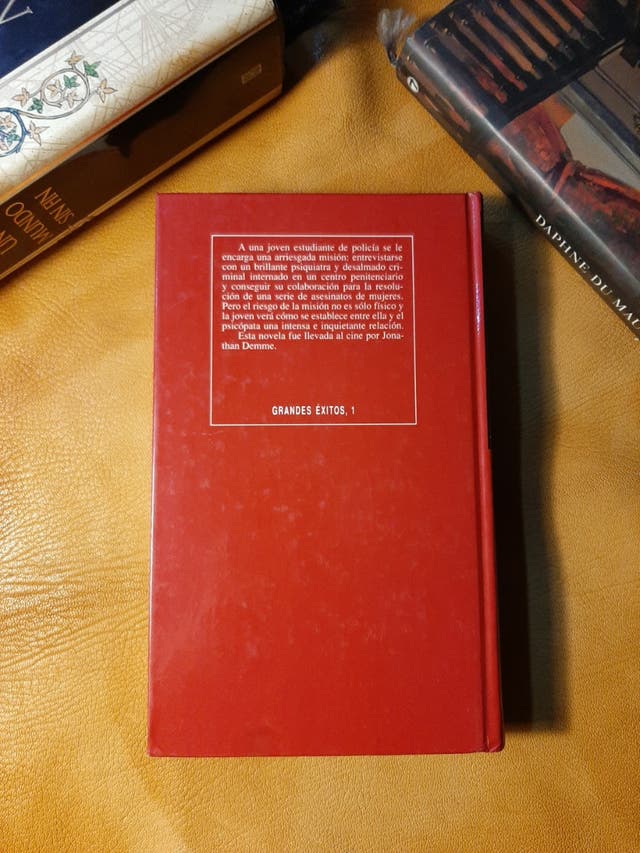 A una joven estudiante de policía se le
encarga una arriesgada misión: entrevistarse
con un brillante psiquiatra y desalmado cri-
minal internado en un centro penitenciario
y conseguir su colaboración para la resolu-
ción de una serie de asesinatos de mujeres.
Pero el riesgo de la misión no es sólo físico y
la joven verá cómo se establece entre ella y el
psicópata una intensa e inquietante relación.
Esta novela fue llevada al cine por Jona-
than Demme.
GRANDES ÉXITOS, 1
UN
MUNDO
SIN FIN
DAPHNE DU